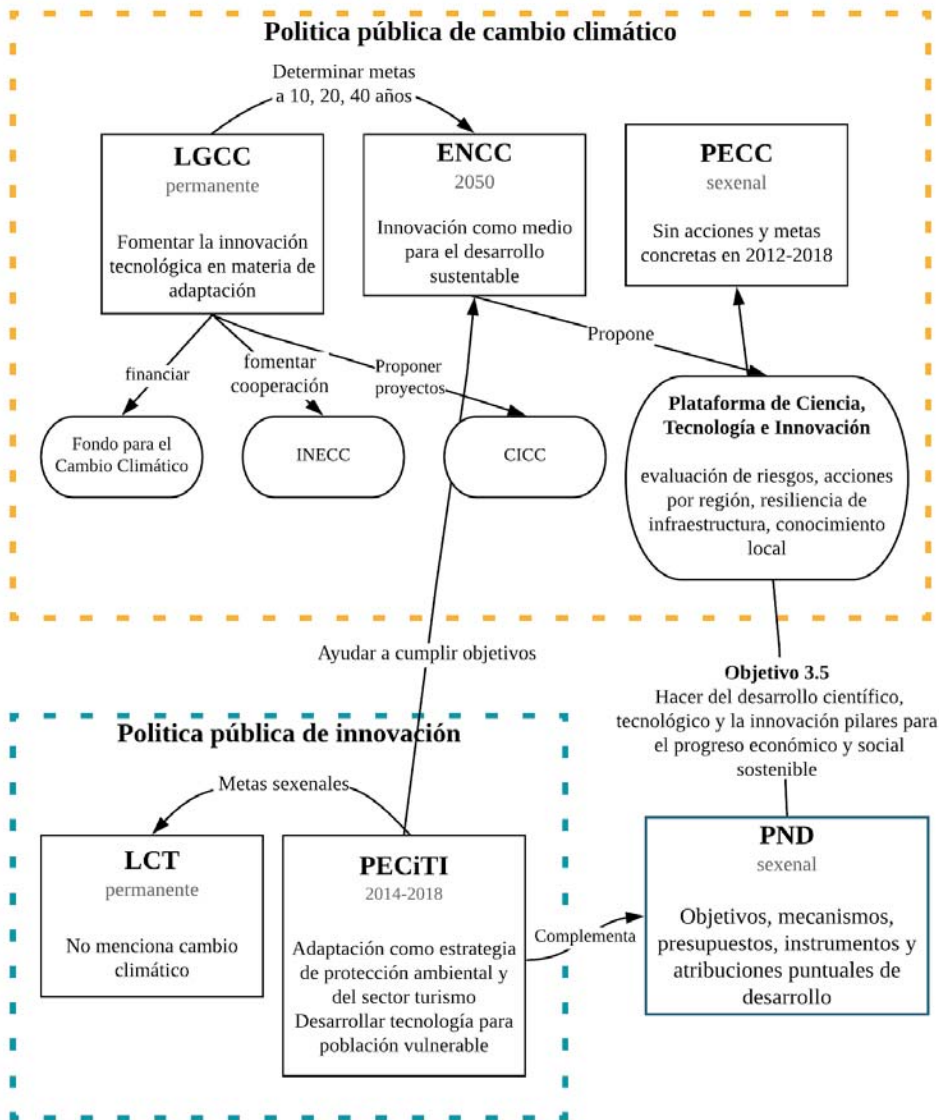 Politica pública de cambio climático
Determinar metas
a 10, 20, 40 años
LGCC
permanente
Fomentar la innovación
tecnológica en materia de
adaptación
ENCC
2050
Innovación como medio
para el desarrollo
sustentable
PECC
sexenal
Sin acciones y metas
concretas en 2012-2018
financiar
fomentar
cooperación
Proponer
proyectos
Propone
Fondo para el
Cambio Climático
INECC
CICC
Plataforma de Ciencia,
Tecnología e Innovación
evaluación de riesgos, acciones
por región, resiliencia de
infraestructura, conocimiento
local
Ayudar a cumplir objetivos
Objetivo 3.5
Hacer del desarrollo científico,
tecnológico y la innovación pilares para
el progreso económico y social
sostenible
Politica pública de innovación
Metas sexenales
LCT
permanente
No menciona cambio
climático
PECiTI
2014-2018
Adaptación como estrategia
de protección ambiental y
del sector turismo
Desarrollar tecnología para
población vulnerable
Complementa
PND
sexenal
Objetivos, mecanismos,
presupuestos, instrumentos y
atribuciones puntuales de
desarrollo